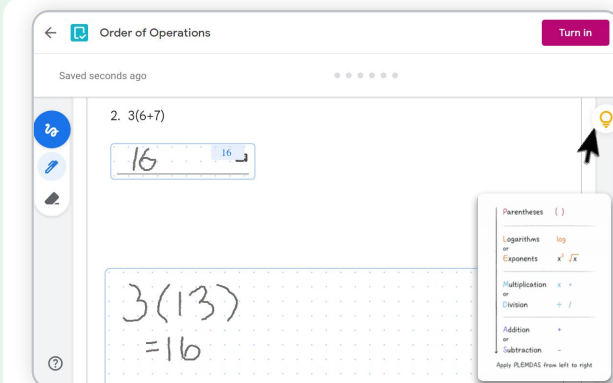 Order of Operations
Turn in
Saved seconds ago
2. 3(6+7)
16
16
3(13)
=16
Parentheses ( )
Logarithms log
or
Exponents x² √x
Multiplication x •
or
Division ÷ /
Addition +
or
Subtraction -
Apply PLEMDAS from left to right